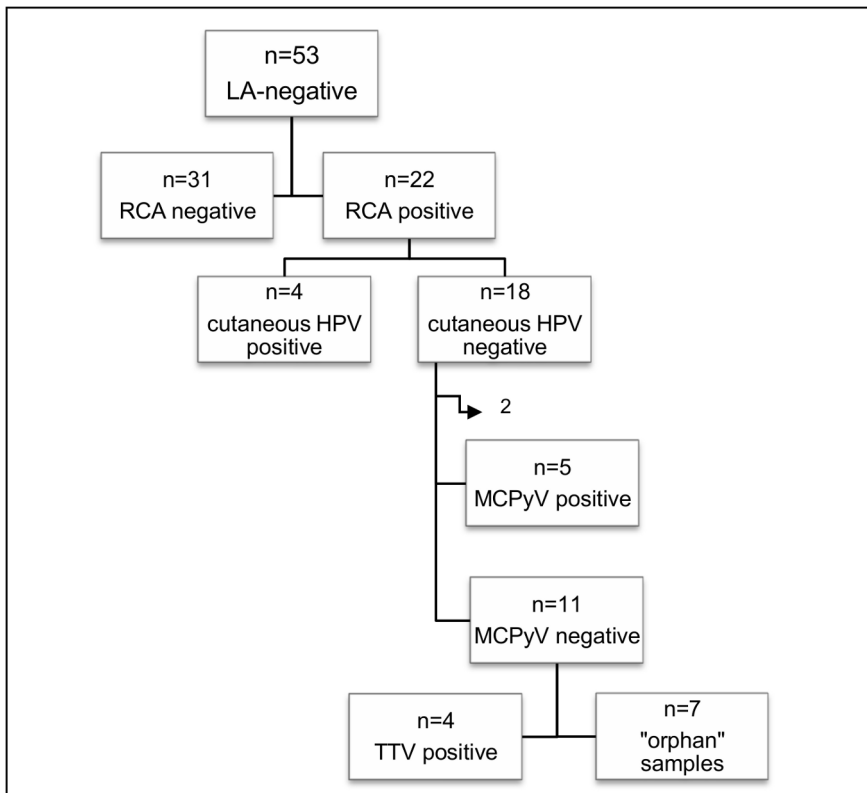 n=53
LA-negative
n=31
RCA negative
n=22
RCA positive
n=4
cutaneous HPV
positive
n=18
cutaneous HPV
negative
2
n=5
MCPyV positive
n=11
MCPyV negative
n=4
TTV positive
n=7
"orphan"
samples